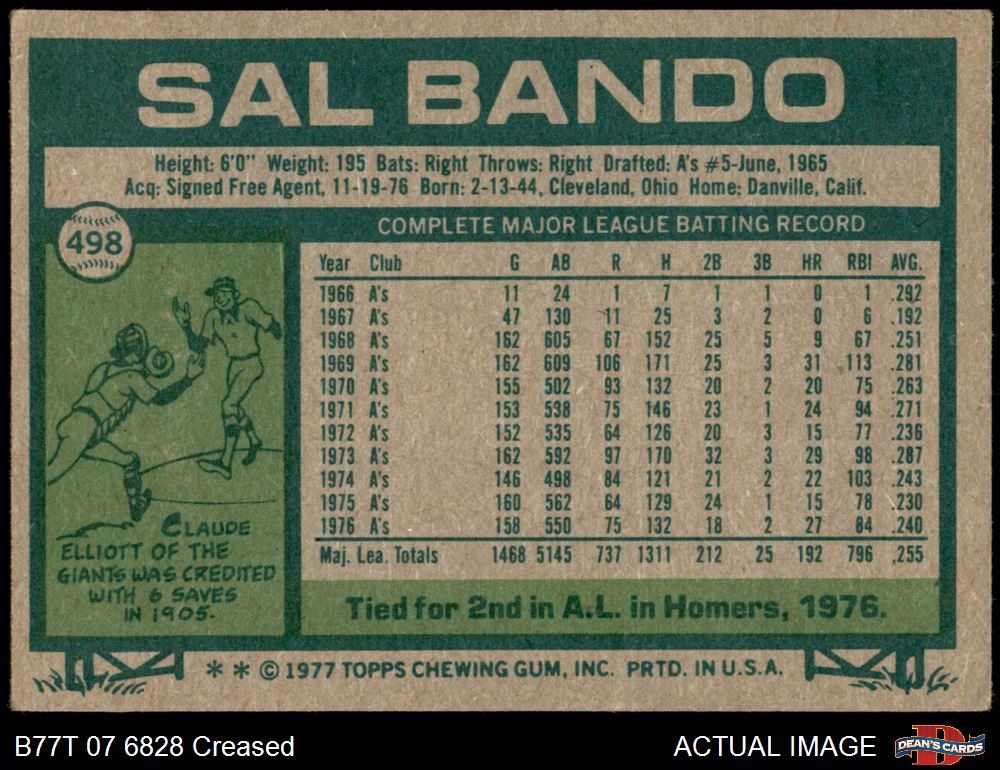 SAL BANDO
Height: 6'0" Weight: 195 Bats: Right Throws: Right Drafted: A's #5-June, 1965
Acq: Signed Free Agent, 11-19-76 Born: 2-13-44, Cleveland, Ohio Home: Danville, Calif.
498
COMPLETE MAJOR LEAGUE BATTING RECORD
Year Club G AB R H 2B 3B HR RBI AVG.
1966 A's 11 24 1 7 1 1 0 1 .292
1967 A's 47 130 11 25 3 2 0 6 .192
1968 A's 162 605 67 152 25 5 9 67 .251
1969 A's 162 609 106 171 25 3 31 113 .281
1970 A's 155 502 93 132 20 2 20 75 .263
1971 A's 153 538 75 146 23 1 24 94 .271
1972 A's 152 535 64 126 20 3 15 77 .236
1973 A's 162 592 97 170 32 3 29 98 .287
1974 A's 146 498 84 121 21 2 22 103 .243
1975 A's 160 562 64 129 24 1 15 78 .230
1976 A's 158 550 75 132 18 2 27 84 .240
Maj. Lea. Totals 1468 5145 737 1311 212 25 192 796 .255
CLAUDE
ELLIOTT OF THE
GIANTS WAS CREDITED
WITH 6 SAVES
IN 1905.
Tied for 2nd in A.L. in Homers, 1976.
** © 1977 TOPPS CHEWING GUM, INC. PRTD. IN U.S.A.
B77T 07 6828 Creased
ACTUAL IMAGE
D
DEAN'S CARDS